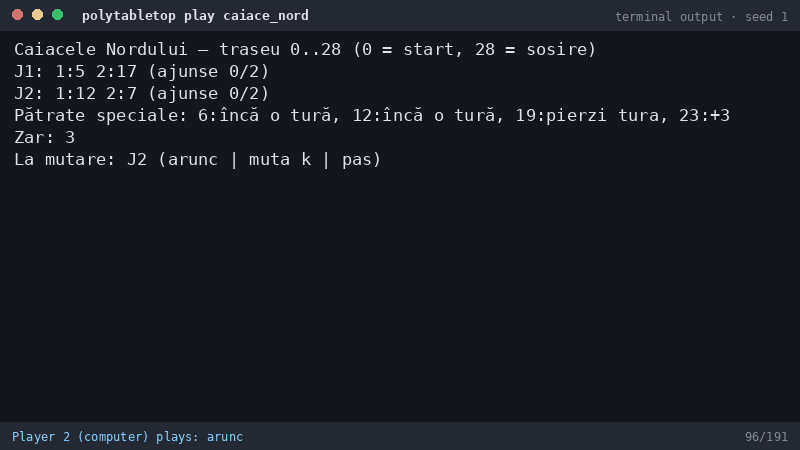 polytabletop play caiace_nord
terminal output · seed 1
Caiacele Nordului — traseu 0..28 (0 = start, 28 = sosire)
J1: 1:5 2:17 (ajunse 0/2)
J2: 1:12 2:7 (ajunse 0/2)
Pătrate speciale: 6:încă o tură, 12:încă o tură, 19:pierzi tura, 23:+3
Zar: 3
La mutare: J2 (arunc | muta k | pas)
Player 2 (computer) plays: arunc
96/191